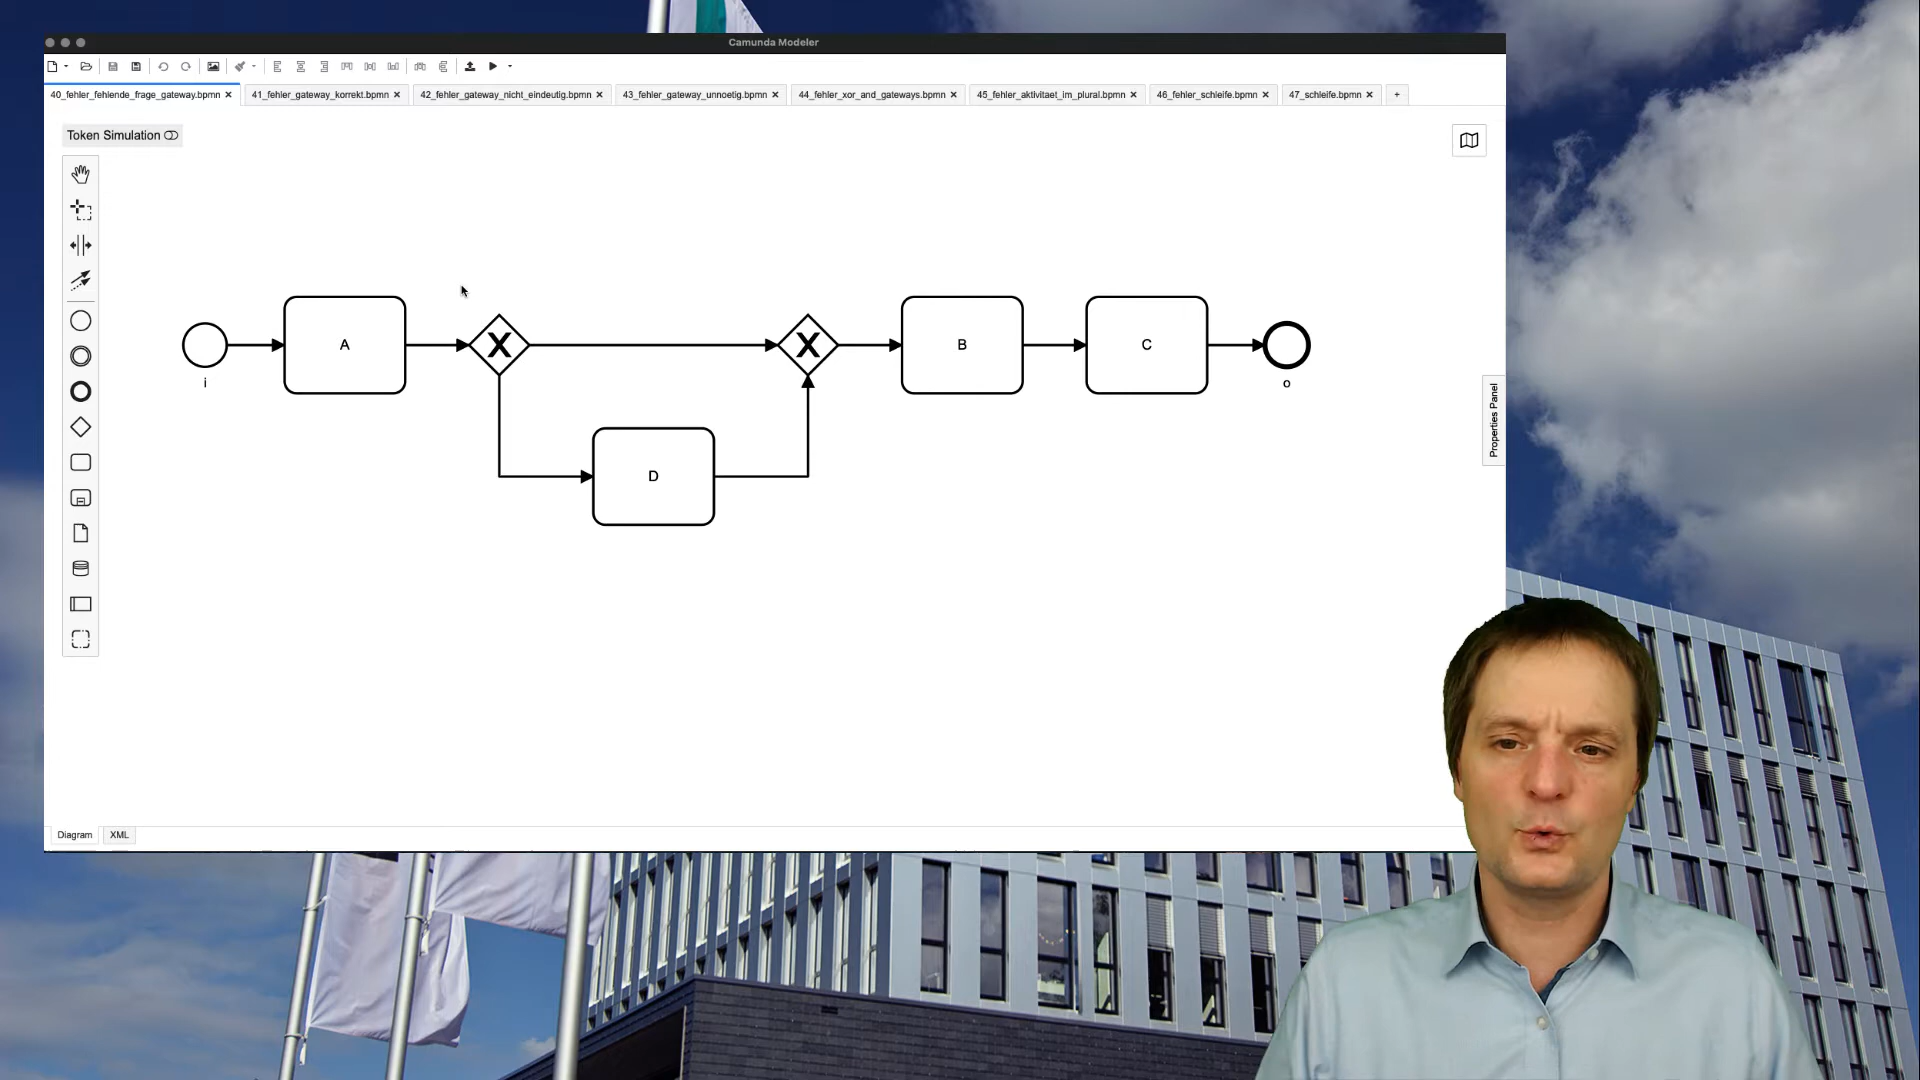 Camunda Modeler
40_fehler_fehlende_frage_gateway.bpmn 41_fehler_gateway_korrekt.bpmn 42_fehler_gateway_nicht_eindeutig.bpmn 43_fehler_gateway_unnoetig.bpmn 44_fehler_xor_and_gateways.bpmn 45_fehler_aktivitaet_im_plural.bpmn 46_fehler_schleife.bpmn 47_schleife.bpmn
Token Simulation
A
B
C
i
o
D
Properties Panel
Diagram XML